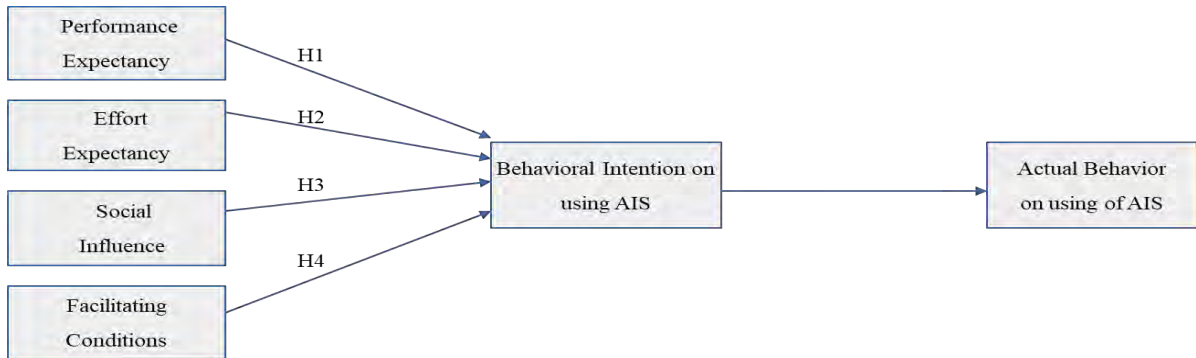 Performance
Expectancy
H1
Effort
Expectancy
H2
Social
Influence
H3
Facilitating
Conditions
H4
Behavioral Intention on
using AIS
Actual Behavior
on using of AIS